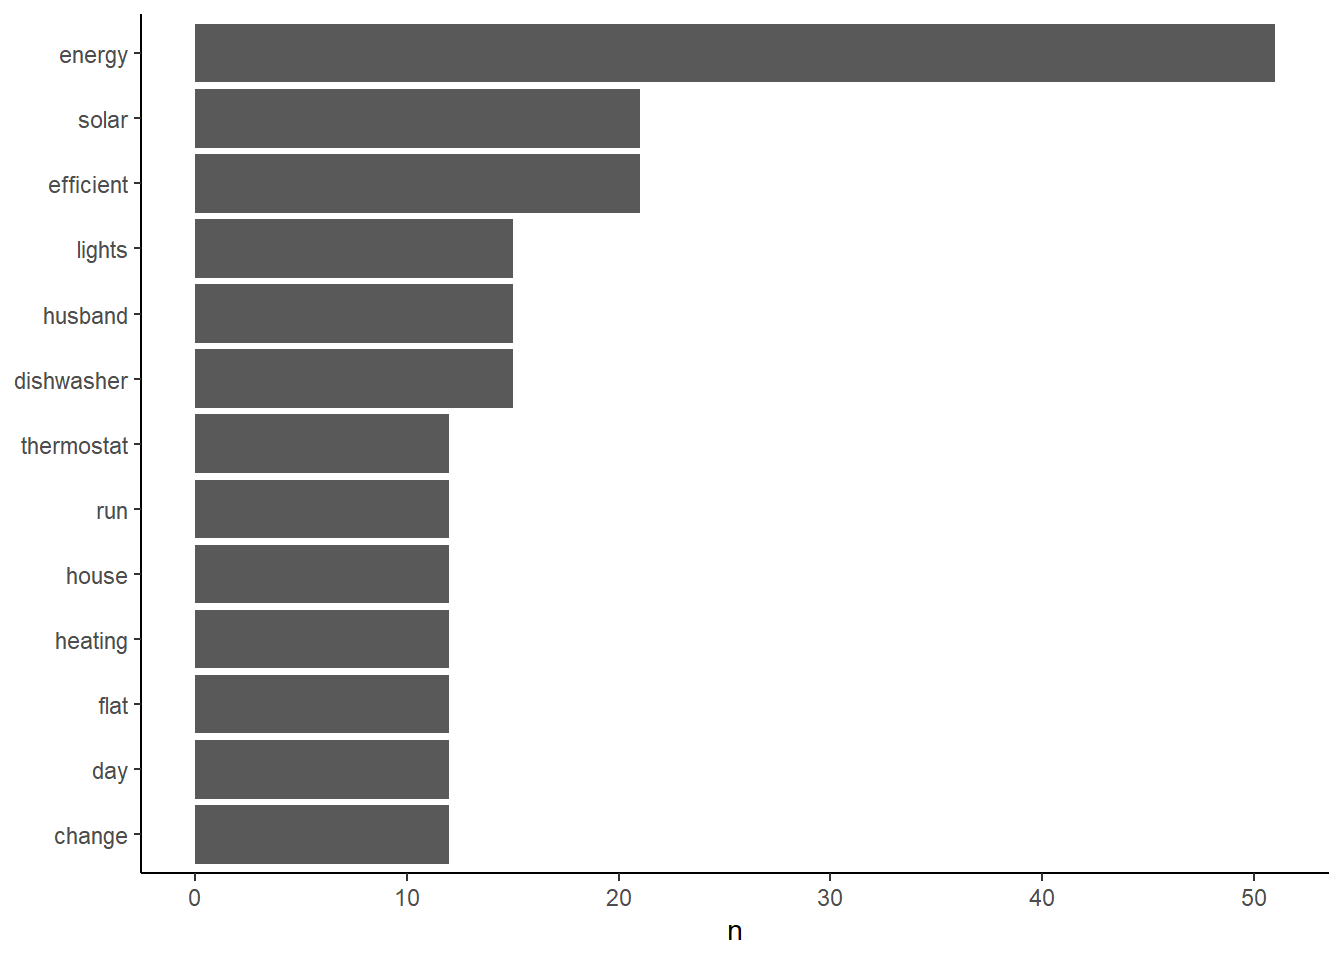 energy
solar
efficient
lights
husband
dishwasher
thermostat
run
house
heating
flat
day
change
0 10 20 30 40 50
n